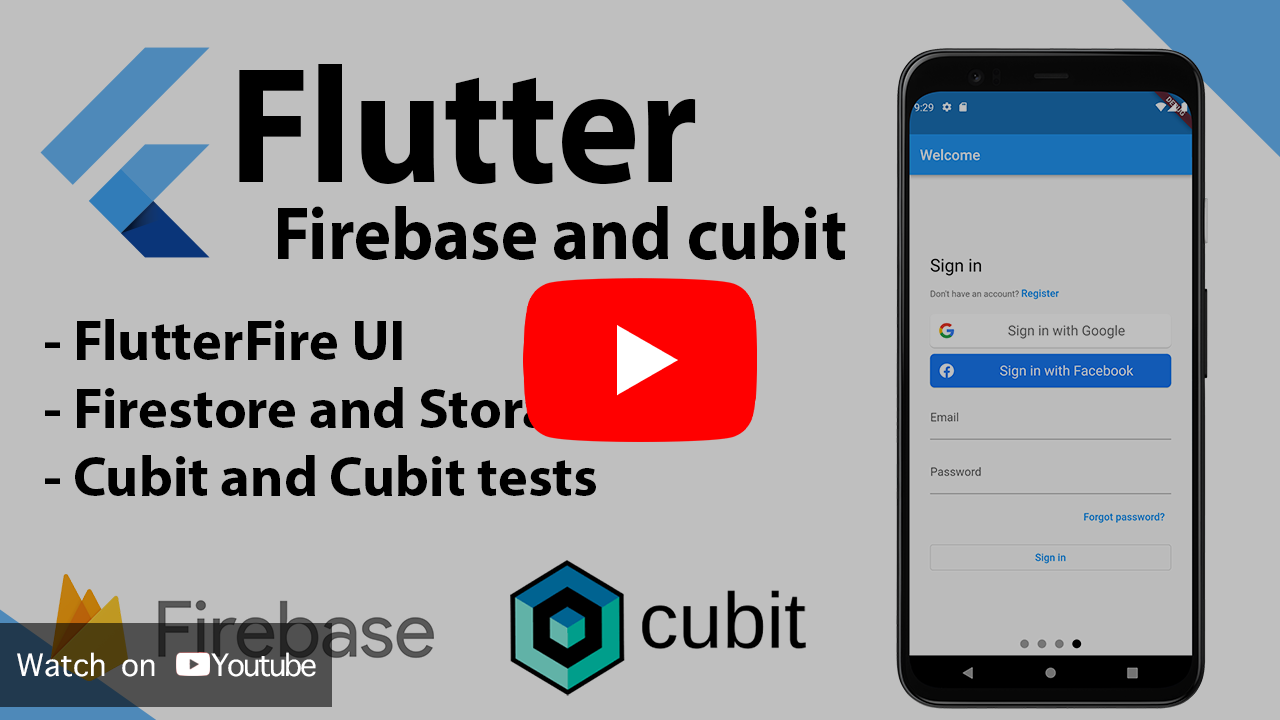 Flutter
Firebase and cubit
- FlutterFire UI
- Firestore and Stora
- Cubit and Cubit tests
Firebase
cubit
Watch on Youtube
9:29
DEBUG
Welcome
Sign in
Don't have an account? Register
Sign in with Google
Sign in with Facebook
Email
Password
Forgot password?
Sign in